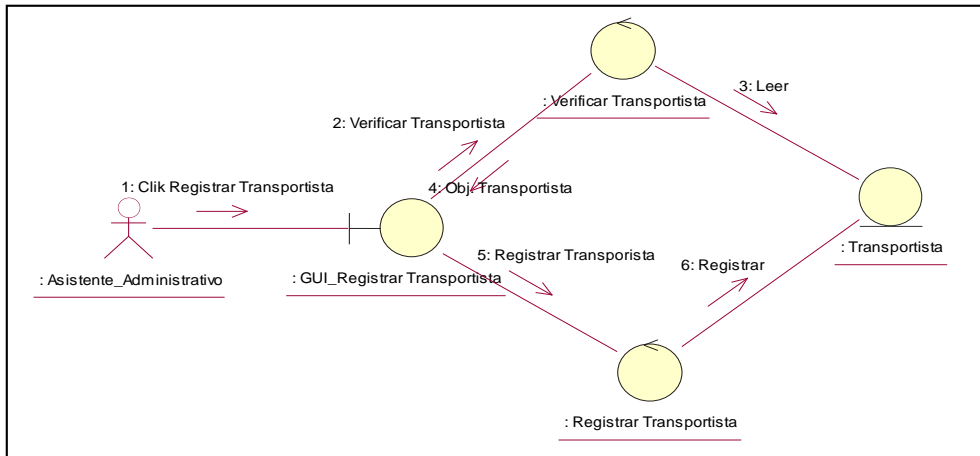 : Verificar Transportista
3: Leer
2: Verificar Transportista
1: Clik Registrar Transportista
4: Obj. Transportista
: Asistente_Administrativo
: GUI_Registrar Transportista
5: Registrar Transporista
6: Registrar
: Transportista
: Registrar Transportista